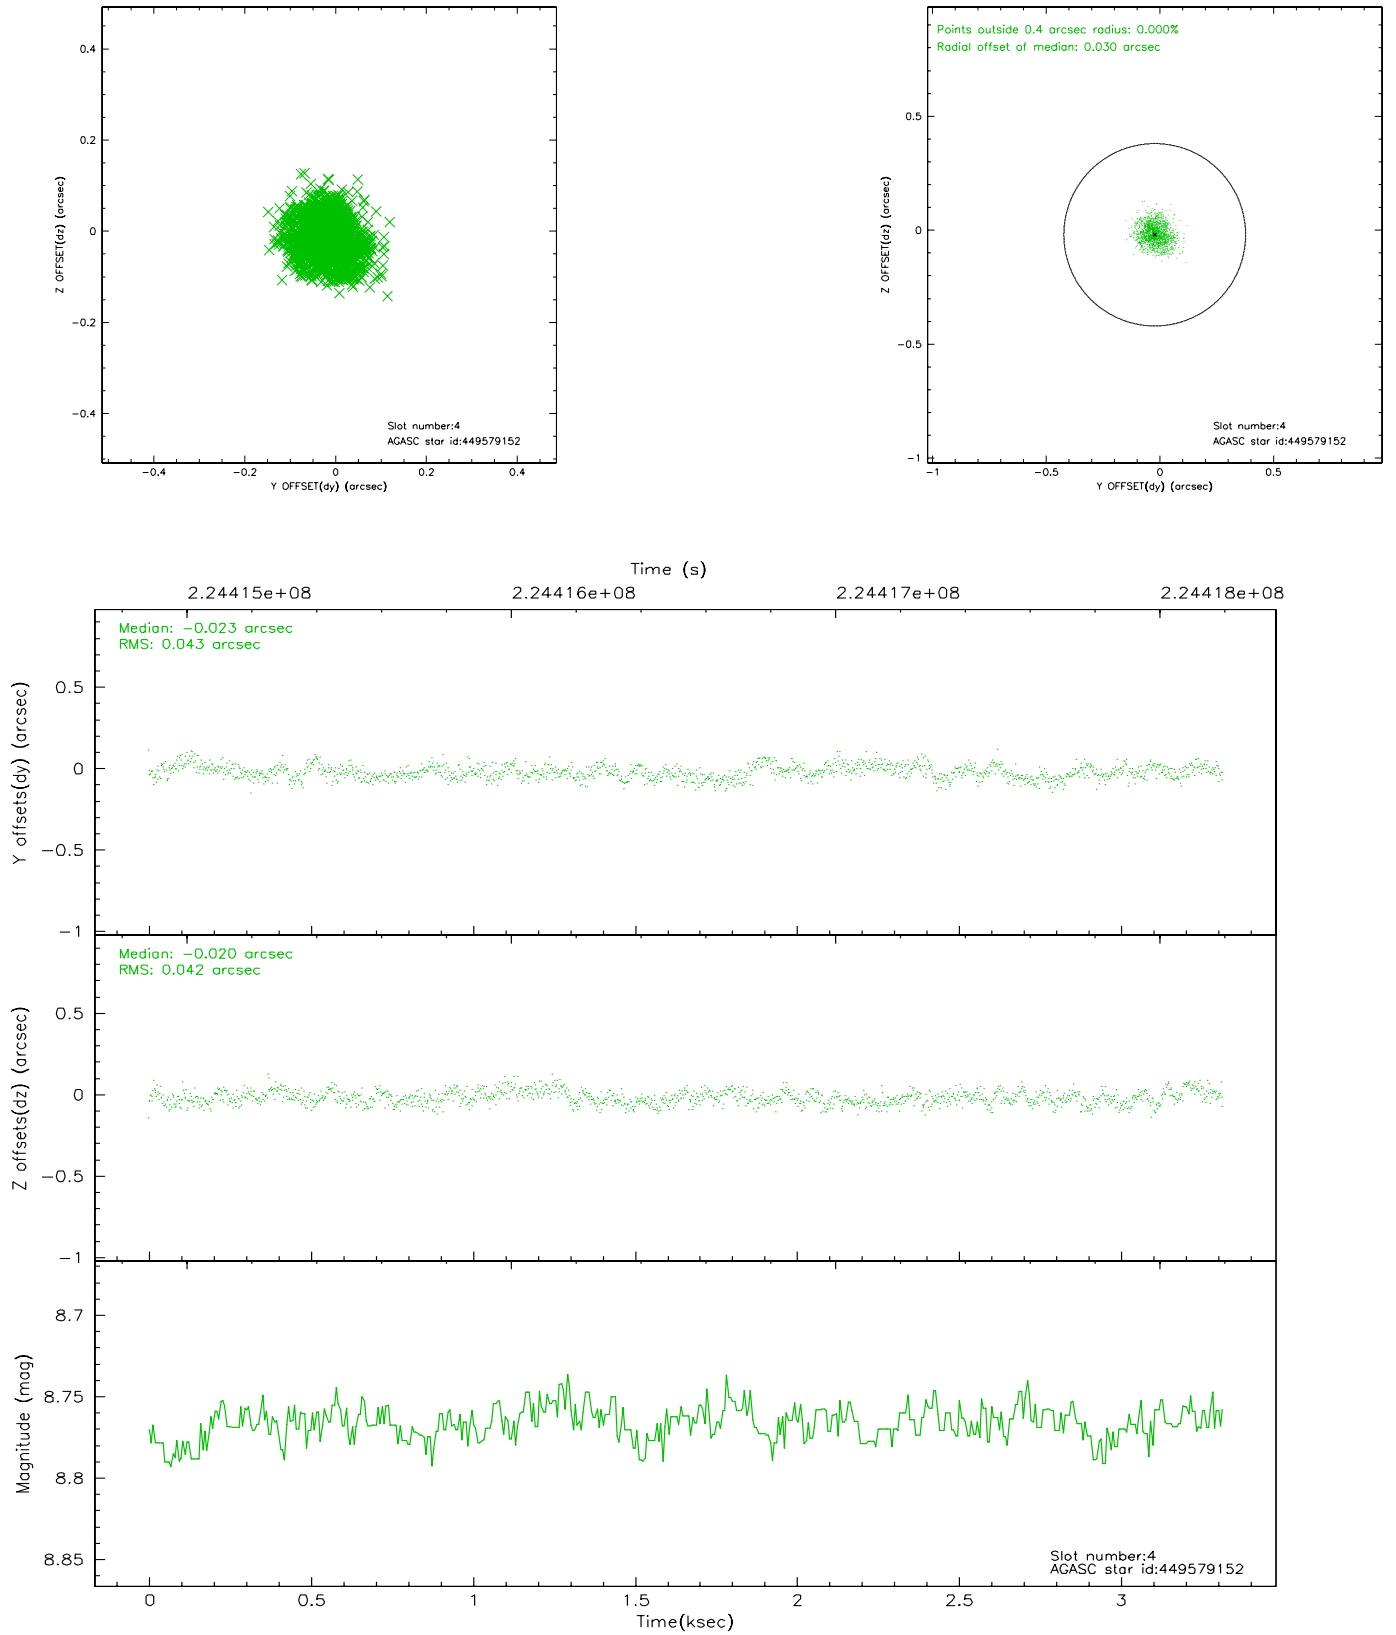 0.4
0.2
0
−0.2
−0.4
Z OFFSET(dz) (arcsec)
−0.4 −0.2 0 0.2 0.4
Y OFFSET(dy) (arcsec)
Slot number:4
AGASC star id:449579152
Points outside 0.4 arcsec radius: 0.000%
Radial offset of median: 0.030 arcsec
0.5
0
−0.5
−1
Z OFFSET(dz) (arcsec)
−1 −0.5 0 0.5
Y OFFSET(dy) (arcsec)
Slot number:4
AGASC star id:449579152
Time (s)
2.24415e+08 2.24416e+08 2.24417e+08 2.24418e+08
Median: −0.023 arcsec
RMS: 0.043 arcsec
0.5
0
−0.5
−1
Y offsets(dy) (arcsec)
Median: −0.020 arcsec
RMS: 0.042 arcsec
0.5
0
−0.5
−1
Z offsets(dz) (arcsec)
8.7
8.75
8.8
8.85
Magnitude (mag)
Slot number:4
AGASC star id:449579152
0 0.5 1 1.5 2 2.5 3
Time(ksec)